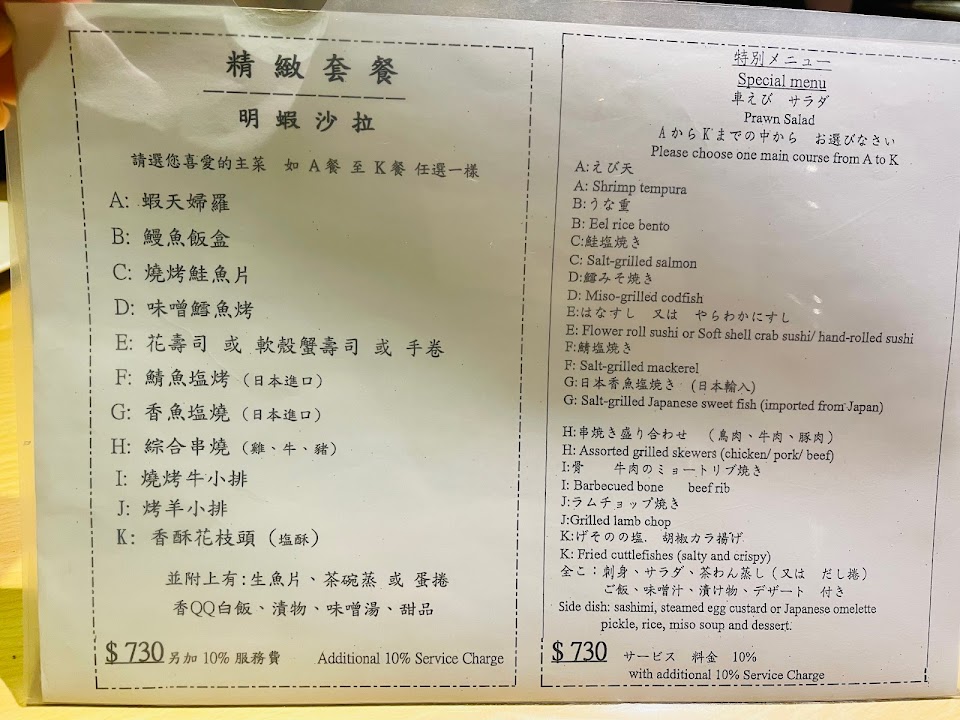 精緻套餐
明蝦沙拉
請選您喜愛的主菜 如 A 餐 至 K 餐 任選一樣
A: 蝦天婦羅
B: 鰻魚飯盒
C: 燒烤鮭魚片
D: 味噌鱈魚烤
E: 花壽司 或 軟殼蟹壽司 或 手卷
F: 鯖魚塩烤 (日本進口)
G: 香魚塩燒 (日本進口)
H: 綜合串燒 (雞、牛、豬)
I: 燒烤牛小排
J: 烤羊小排
K: 香酥花枝頭 (塩酥)
並附上有:生魚片、茶碗蒸 或 蛋捲
香QQ白飯、漬物、味噌湯、甜品
$ 730 另加 10% 服務費 Additional 10% Service Charge
特別メニュー
Special menu
車えび サラダ
Prawn Salad
AからKまでの中から お選びなさい
Please choose one main course from A to K
A:えび天
A: Shrimp tempura
B:うな重
B: Eel rice bento
C:鮭塩焼き
C: Salt-grilled salmon
D:鱈みそ焼き
D: Miso-grilled codfish
E:はなすし 又は やらわかにすし
E: Flower roll sushi or Soft shell crab sushi/ hand-rolled sushi
F:鯖塩焼き
F: Salt-grilled mackerel
G:日本香魚塩焼き (日本輸入)
G: Salt-grilled Japanese sweet fish (imported from Japan)
H:串焼き盛り合わせ (鳥肉、牛肉、豚肉)
H: Assorted grilled skewers (chicken/ pork/ beef)
I:骨 牛肉のミョートリブ焼き
I: Barbecued bone beef rib
J:ラムチョップ焼き
J:Grilled lamb chop
K:げそのの塩. 胡椒カラ揚げ
K: Fried cuttlefishes (salty and crispy)
全こ:刺身、サラダ、茶わん蒸し (又は だし捲)
ご飯、味噌汁、漬け物、デザート 付き
Side dish: sashimi, steamed egg custard or Japanese omelette
pickle, rice, miso soup and dessert.
$ 730 サービス 料金 10%
with additional 10% Service Charge